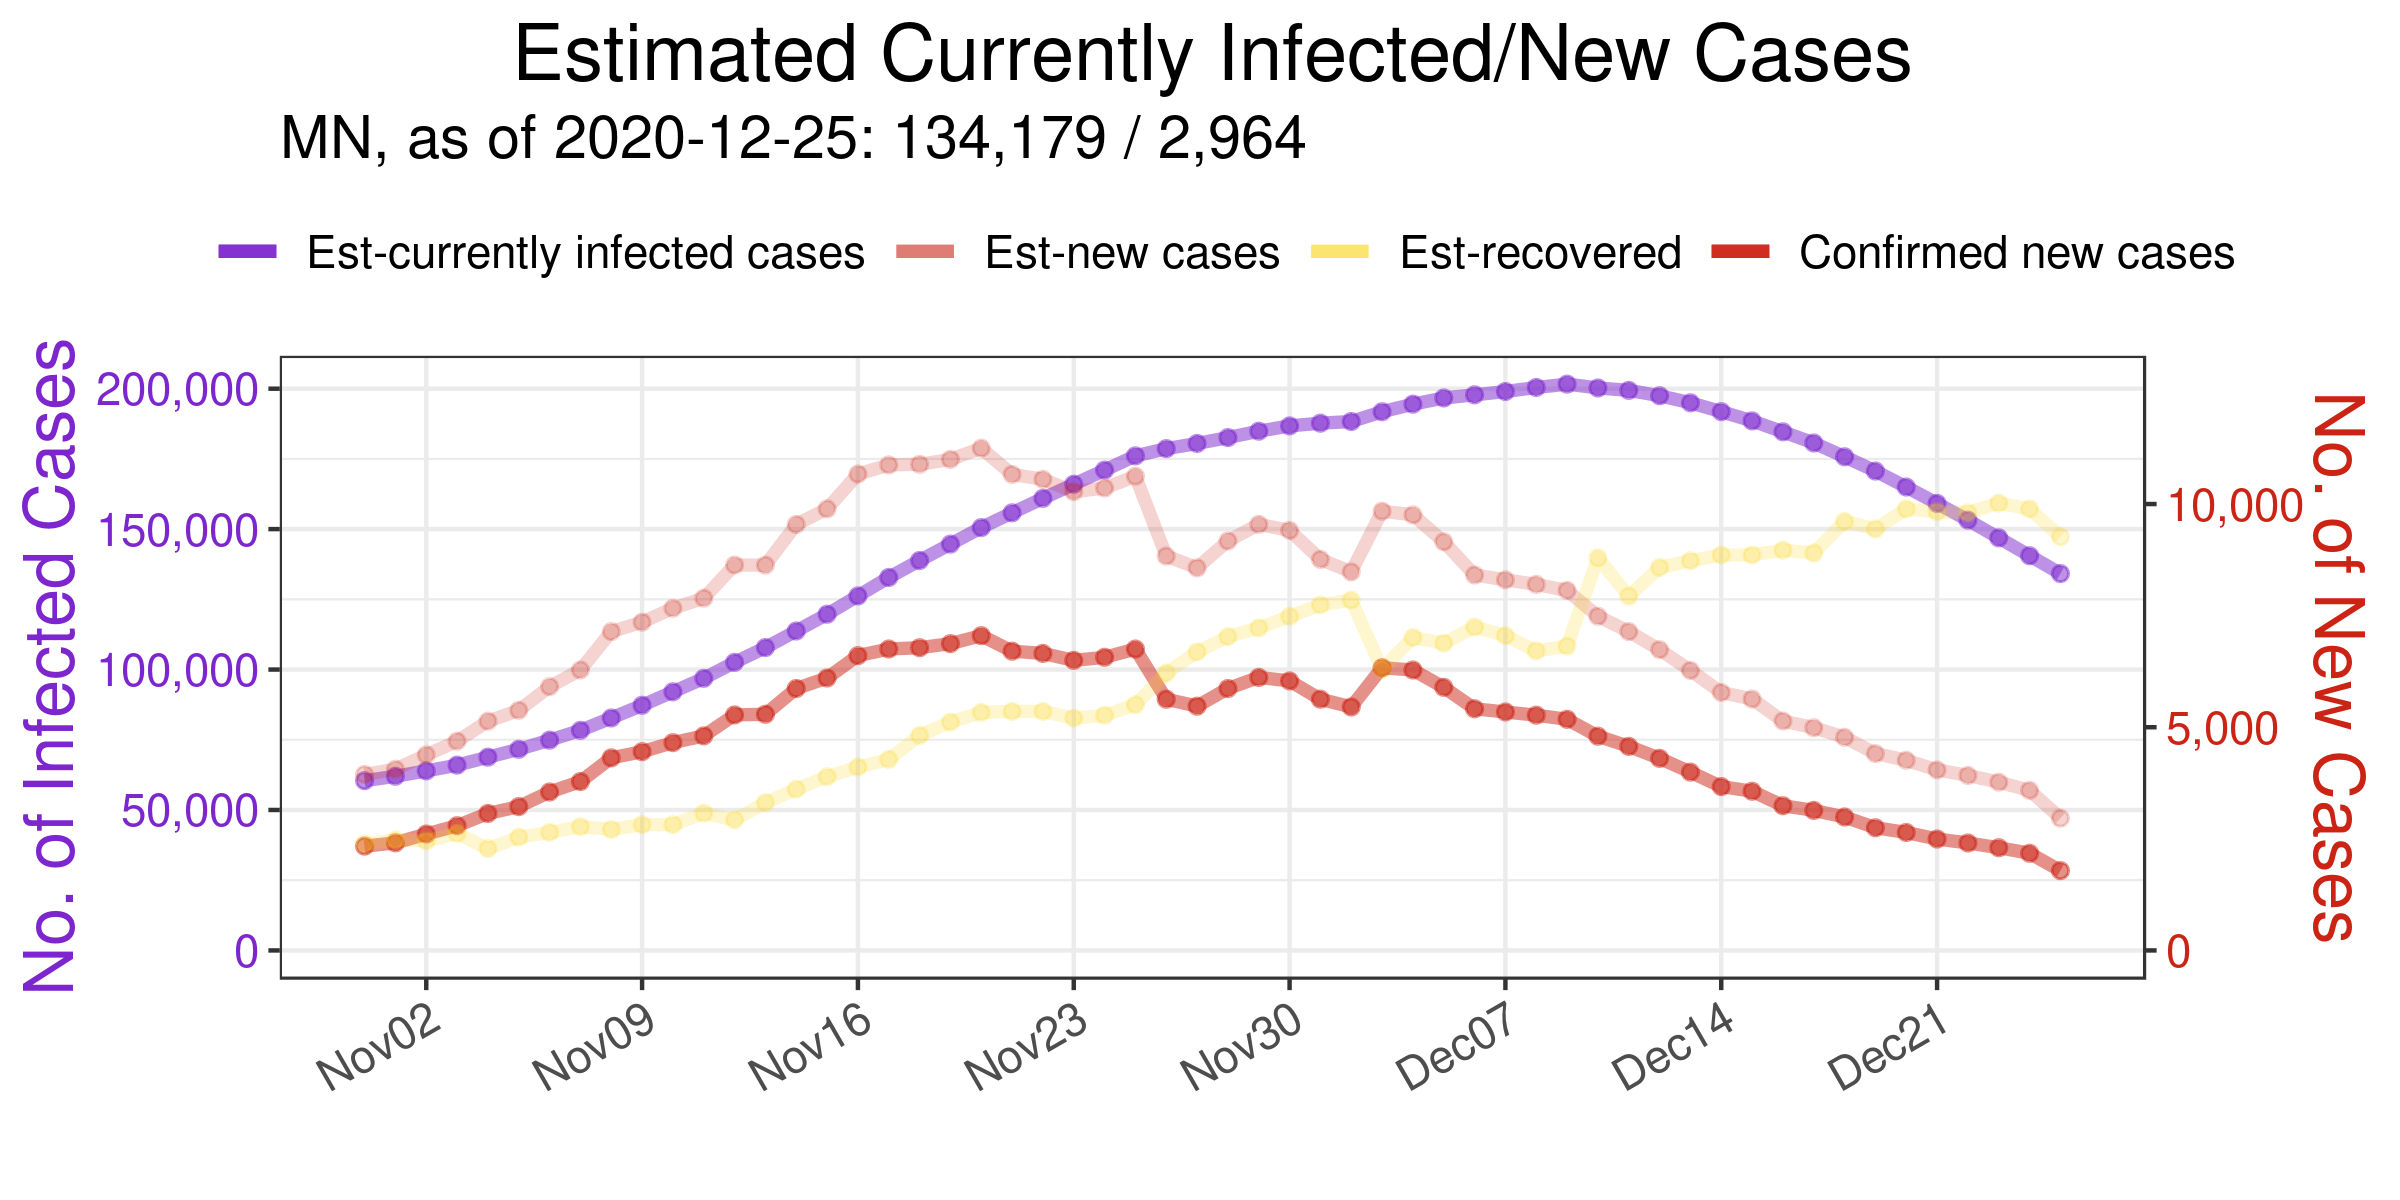 Estimated Currently Infected/New Cases
MN, as of 2020-12-25: 134,179 / 2,964
Est-currently infected cases Est-new cases Est-recovered Confirmed new cases
No. of Infected Cases
200,000
150,000
100,000
50,000
0
No. of New Cases
10,000
5,000
0
Nov02 Nov09 Nov16 Nov23 Nov30 Dec07 Dec14 Dec21